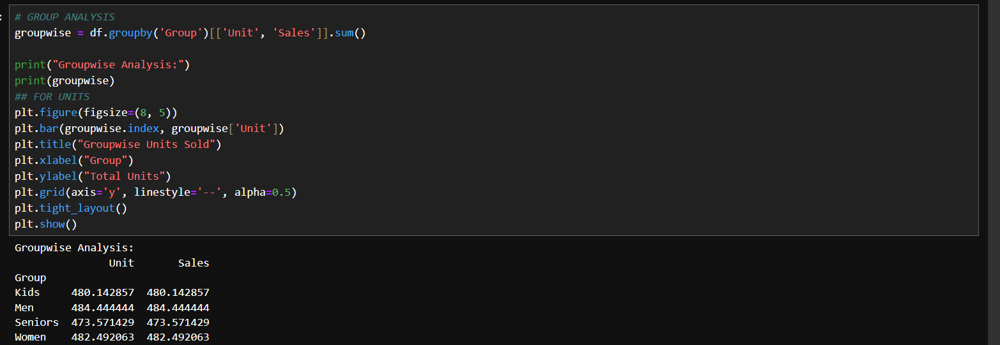 :
# GROUP ANALYSIS
groupwise = df.groupby('Group')[['Unit', 'Sales']].sum()
print("Groupwise Analysis:")
print(groupwise)
## FOR UNITS
plt.figure(figsize=(8, 5))
plt.bar(groupwise.index, groupwise['Unit'])
plt.title("Groupwise Units Sold")
plt.xlabel("Group")
plt.ylabel("Total Units")
plt.grid(axis='y', linestyle='--', alpha=0.5)
plt.tight_layout()
plt.show()
Groupwise Analysis:
Unit Sales
Group
Kids 480.142857 480.142857
Men 484.444444 484.444444
Seniors 473.571429 473.571429
Women 482.492063 482.492063